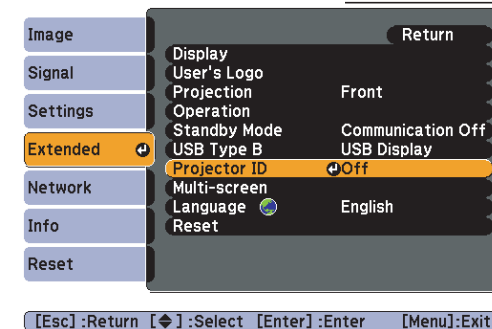 Image
Signal
Settings
Extended
Network
Info
Reset
Return
Display
User's Logo
Projection Front
Operation
Standby Mode Communication Off
USB Type B USB Display
Projector ID Off
Multi-screen
Language English
Reset
[Esc] :Return [ ] :Select [Enter] :Enter [Menu]:Exit